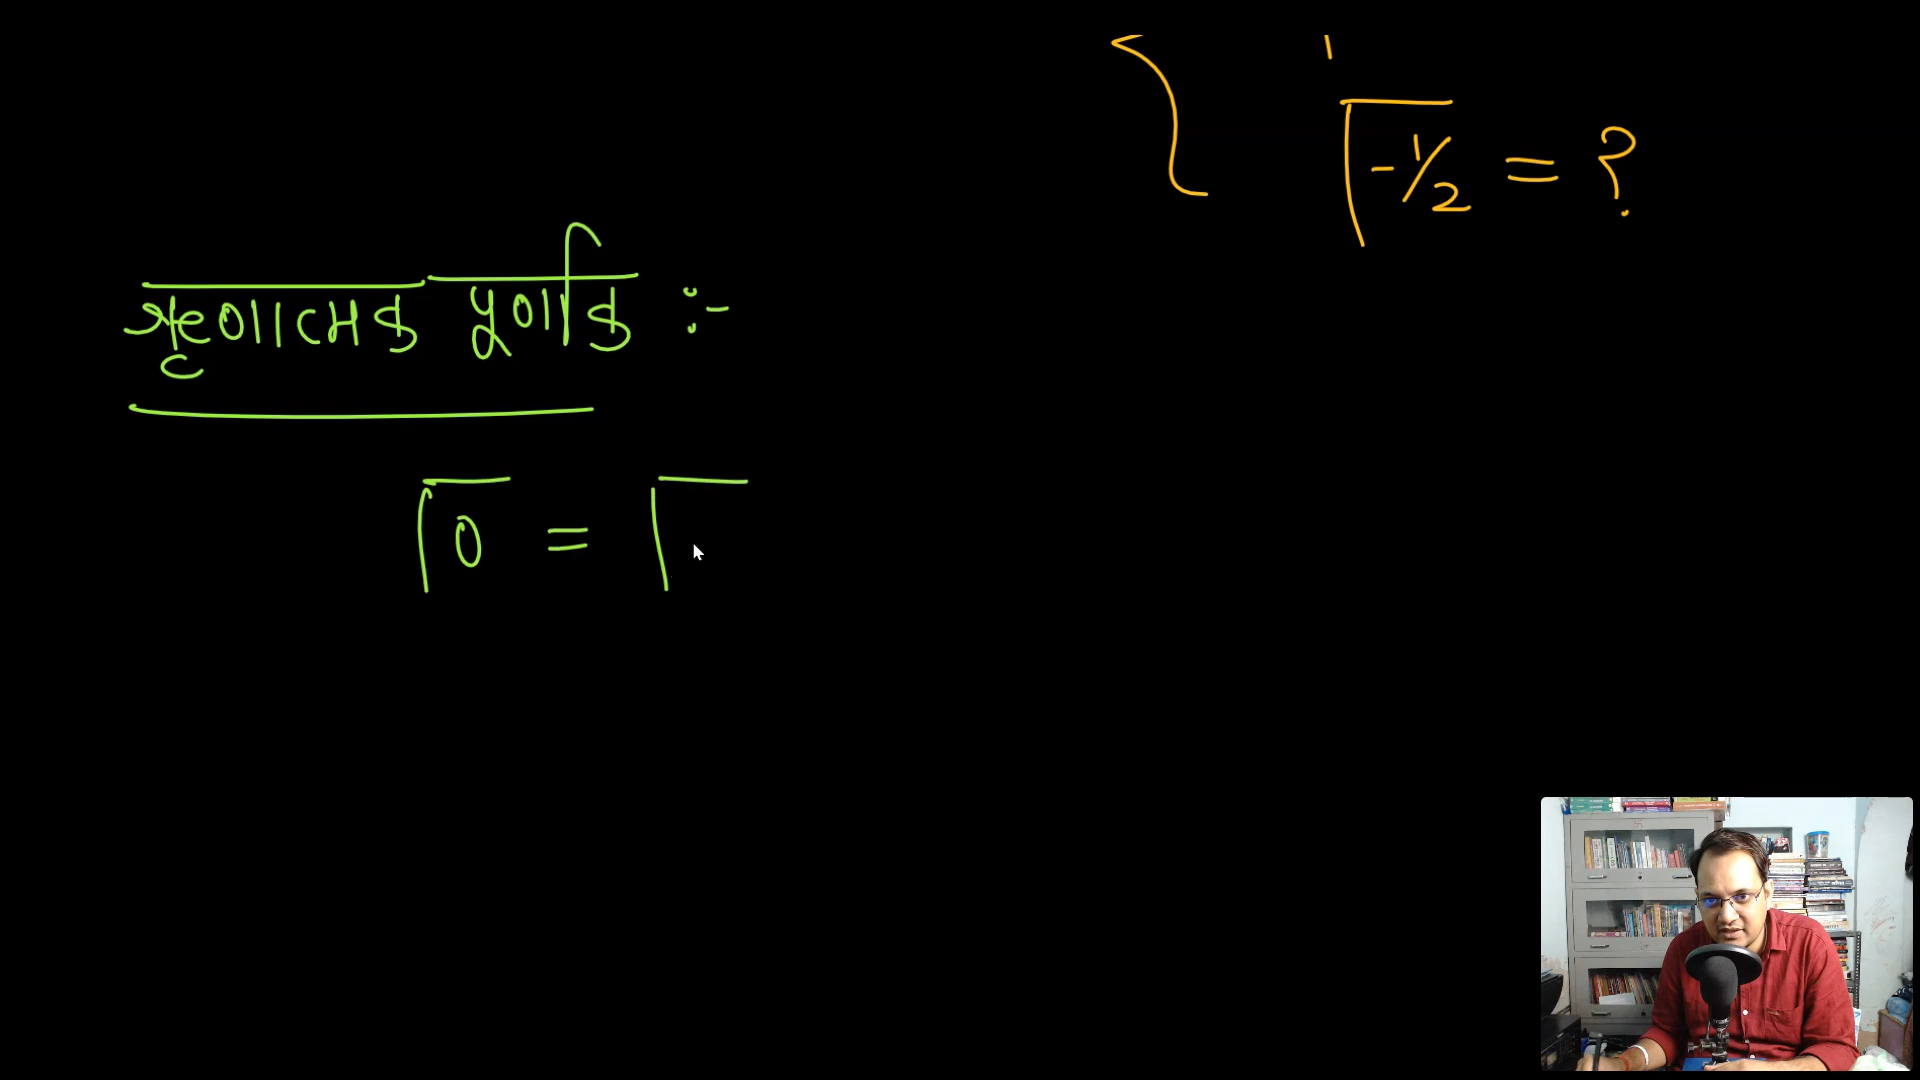 Γ-1/2 = ?
ऋणात्मक पूर्णांक :-
Γ0 = Γ